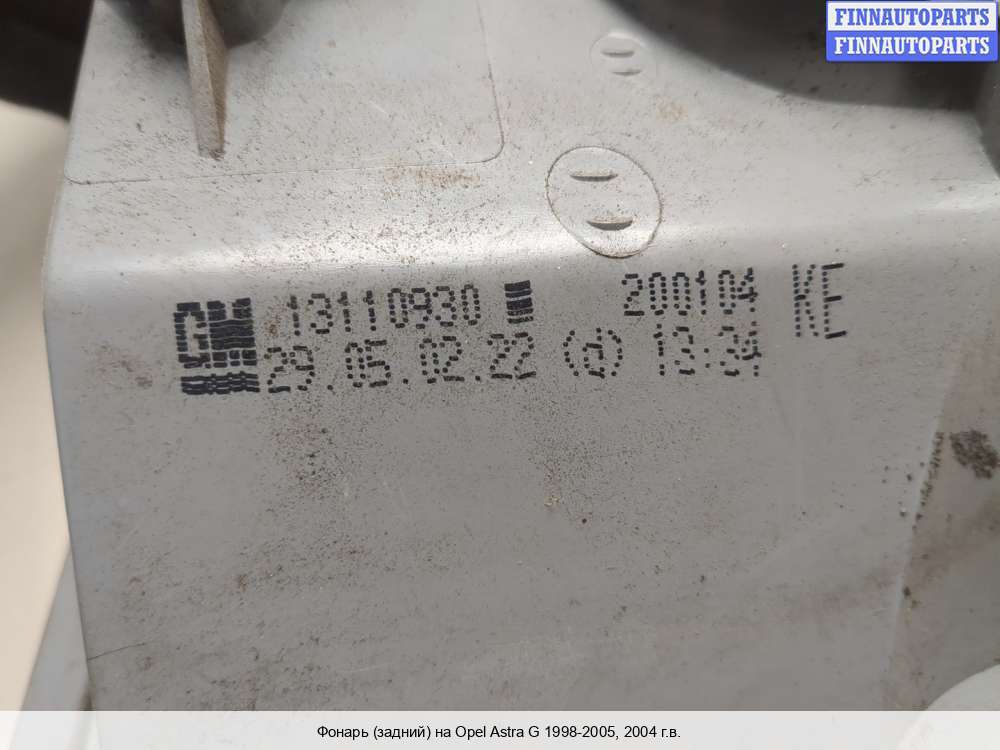 FINNAUTOPARTS
FINNAUTOPARTS
GM 13110930 200104 KE
29.05.02.22 (d) 13:34
Фонарь (задний) на Opel Astra G 1998-2005, 2004 г.в.